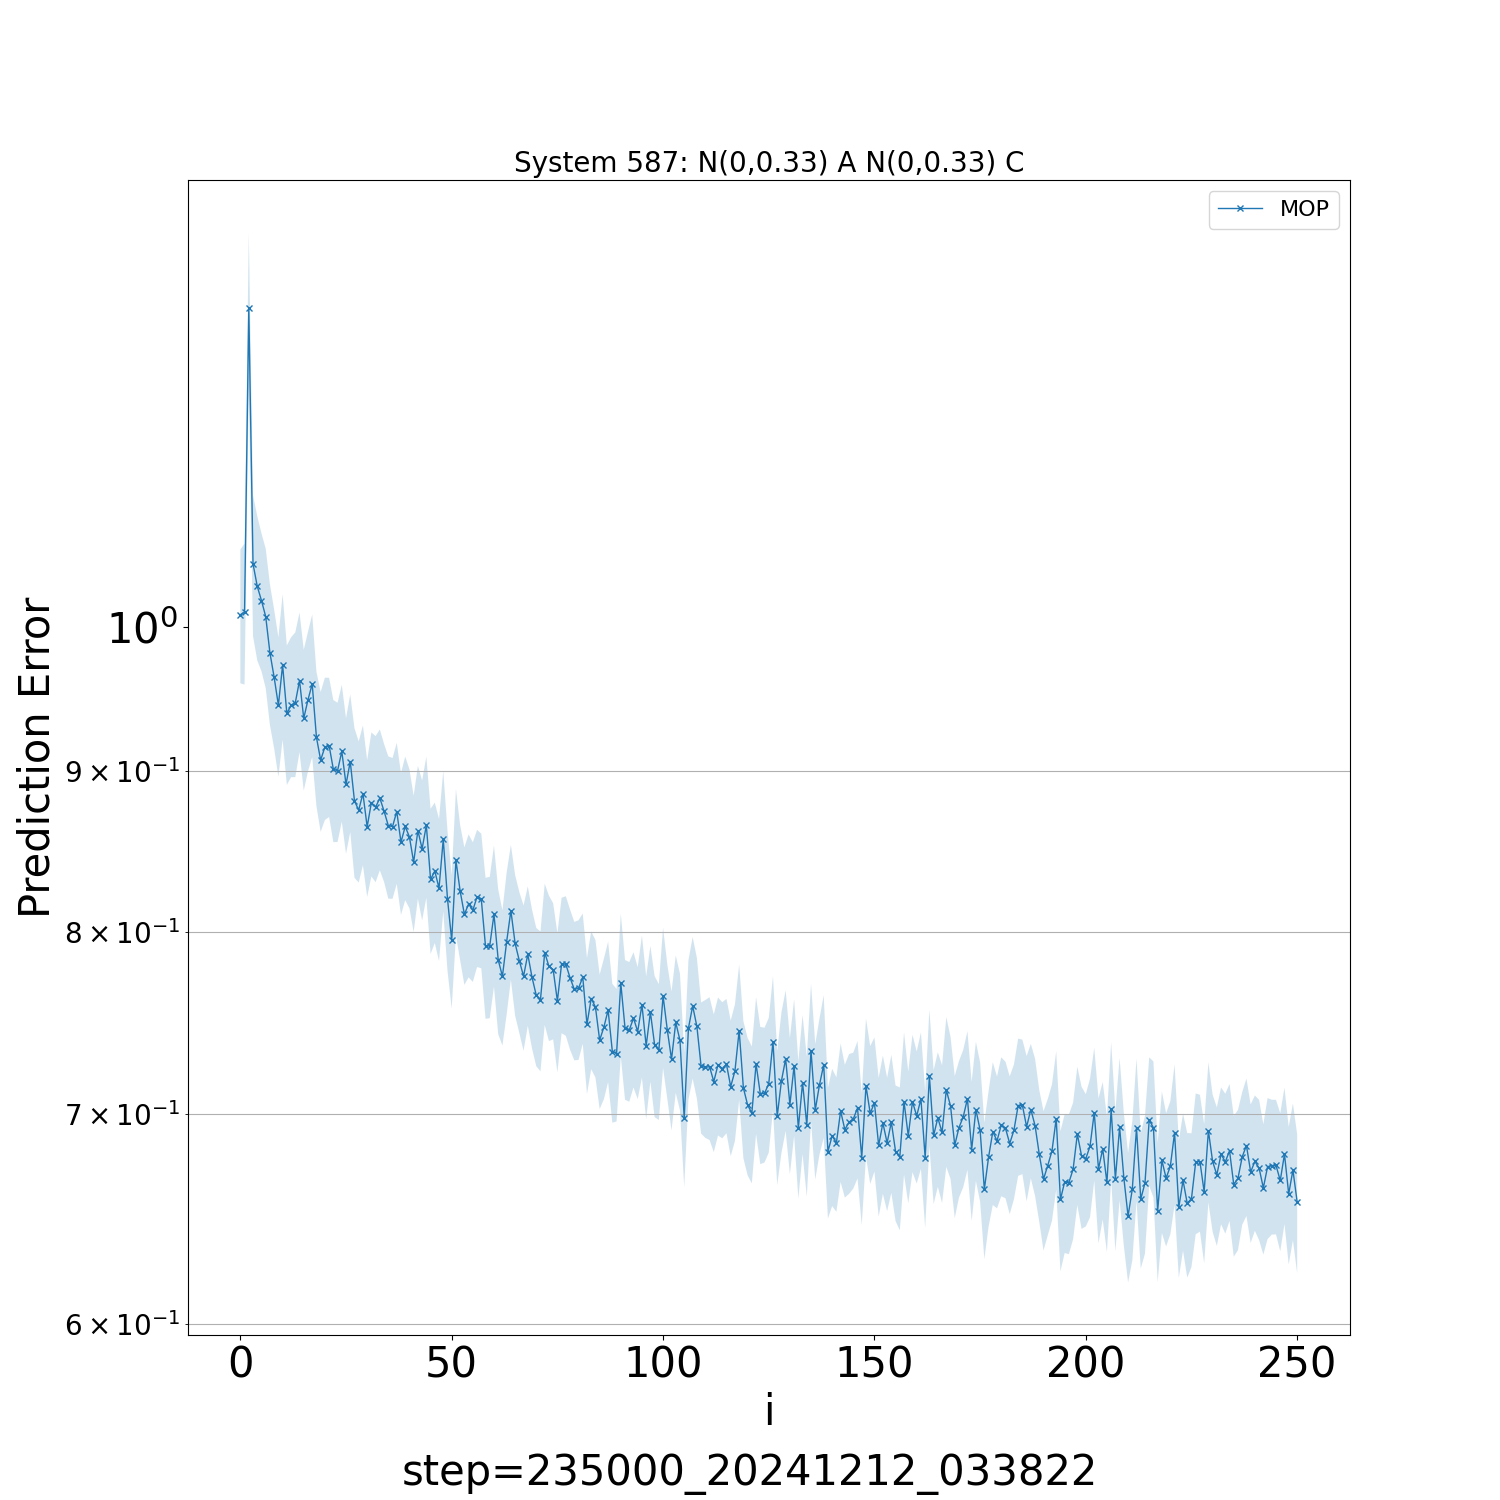 System 587: N(0,0.33) A N(0,0.33) C
MOP
Prediction Error
10⁰
9 × 10⁻¹
8 × 10⁻¹
7 × 10⁻¹
6 × 10⁻¹
0 50 100 150 200 250
i
step=235000_20241212_033822